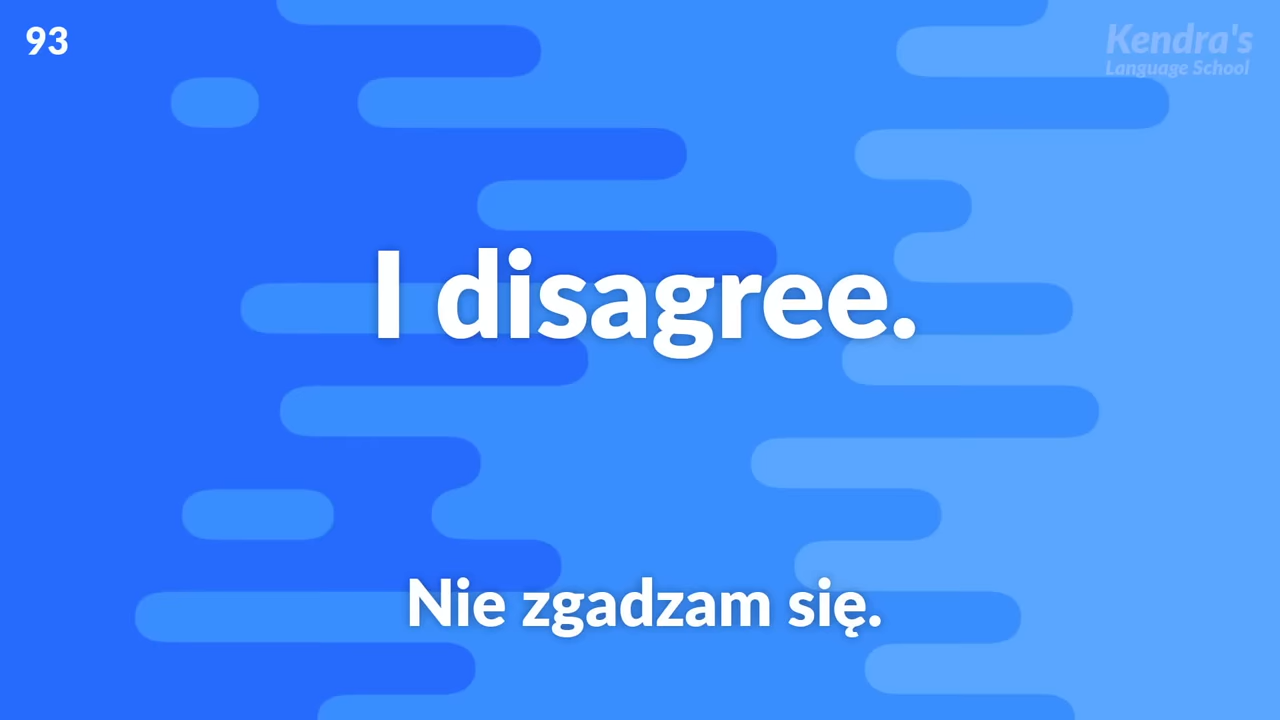 93
Kendra's
Language School
I disagree.
Nie zgadzam się.